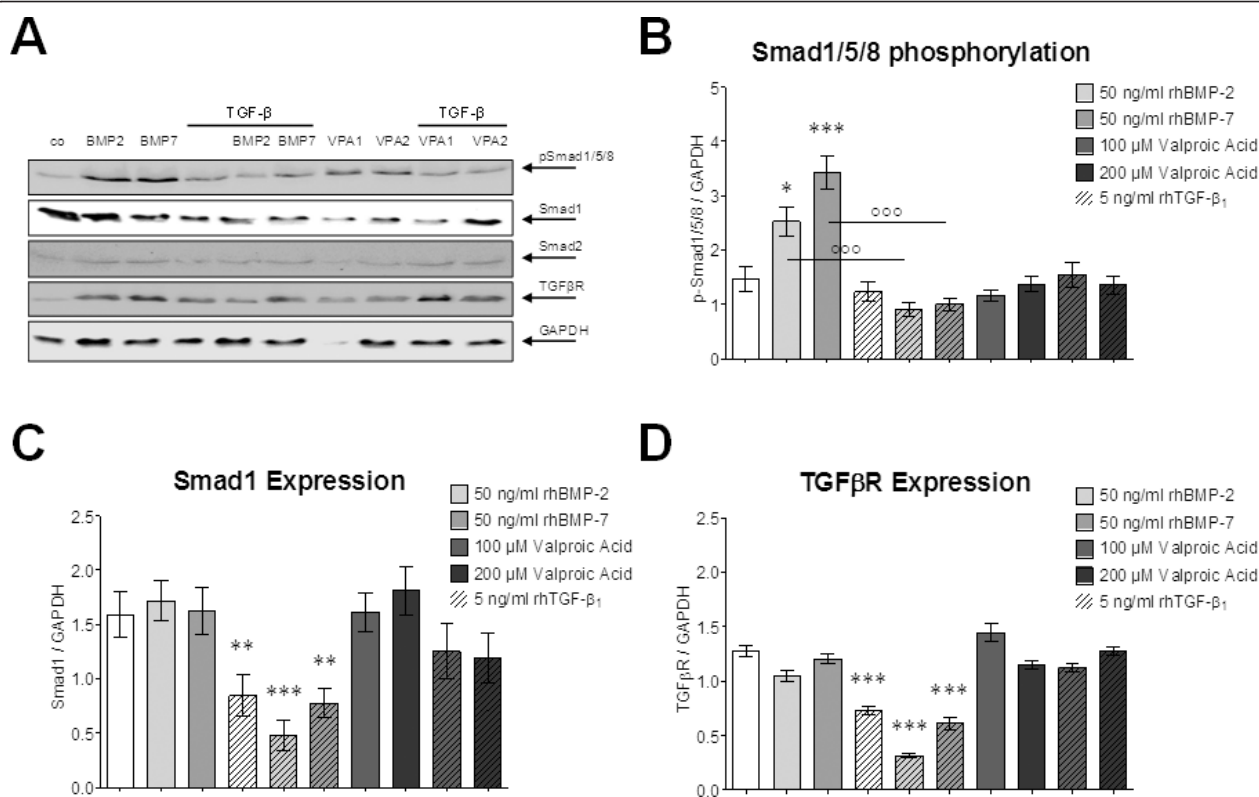 A
TGF-β TGF-β
co BMP2 BMP7 BMP2 BMP7 VPA1 VPA2 VPA1 VPA2
pSmad1/5/8
Smad1
Smad2
TGFβR
GAPDH
B
Smad1/5/8 phosphorylation
p-Smad1/5/8 / GAPDH
5
4
3
2
1
0
*
***
°°°
°°°
50 ng/ml rhBMP-2
50 ng/ml rhBMP-7
100 µM Valproic Acid
200 µM Valproic Acid
5 ng/ml rhTGF-β₁
C
Smad1 Expression
Smad1 / GAPDH
2.5
2.0
1.5
1.0
0.5
0.0
**
***
**
50 ng/ml rhBMP-2
50 ng/ml rhBMP-7
100 µM Valproic Acid
200 µM Valproic Acid
5 ng/ml rhTGF-β₁
D
TGFβR Expression
TGFβR / GAPDH
2.5
2.0
1.5
1.0
0.5
0.0
***
***
***
50 ng/ml rhBMP-2
50 ng/ml rhBMP-7
100 µM Valproic Acid
200 µM Valproic Acid
5 ng/ml rhTGF-β₁